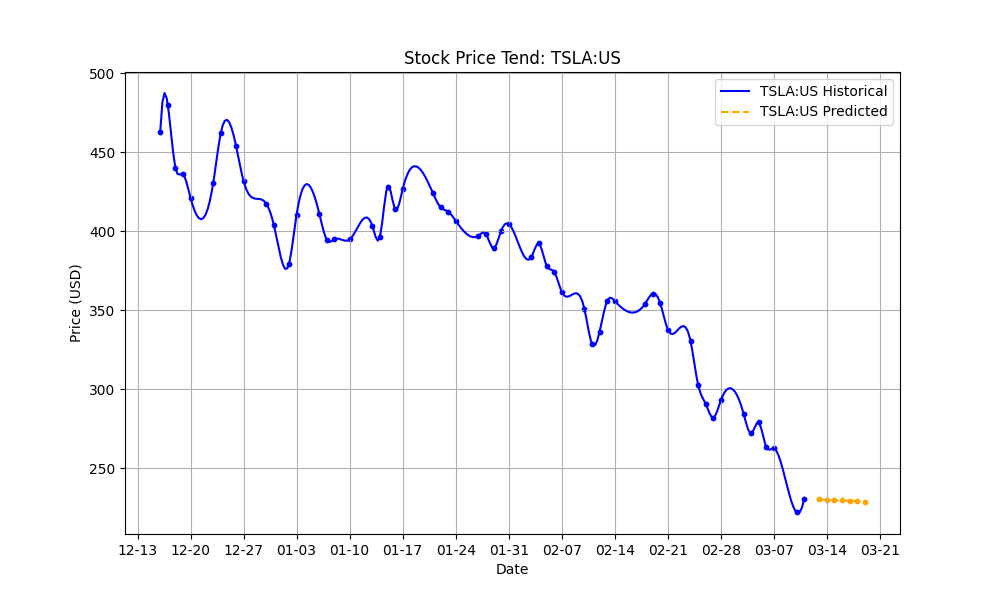 Stock Price Tend: TSLA:US
TSLA:US Historical
TSLA:US Predicted
Price (USD)
500
450
400
350
300
250
12-13 12-20 12-27 01-03 01-10 01-17 01-24 01-31 02-07 02-14 02-21 02-28 03-07 03-14 03-21
Date